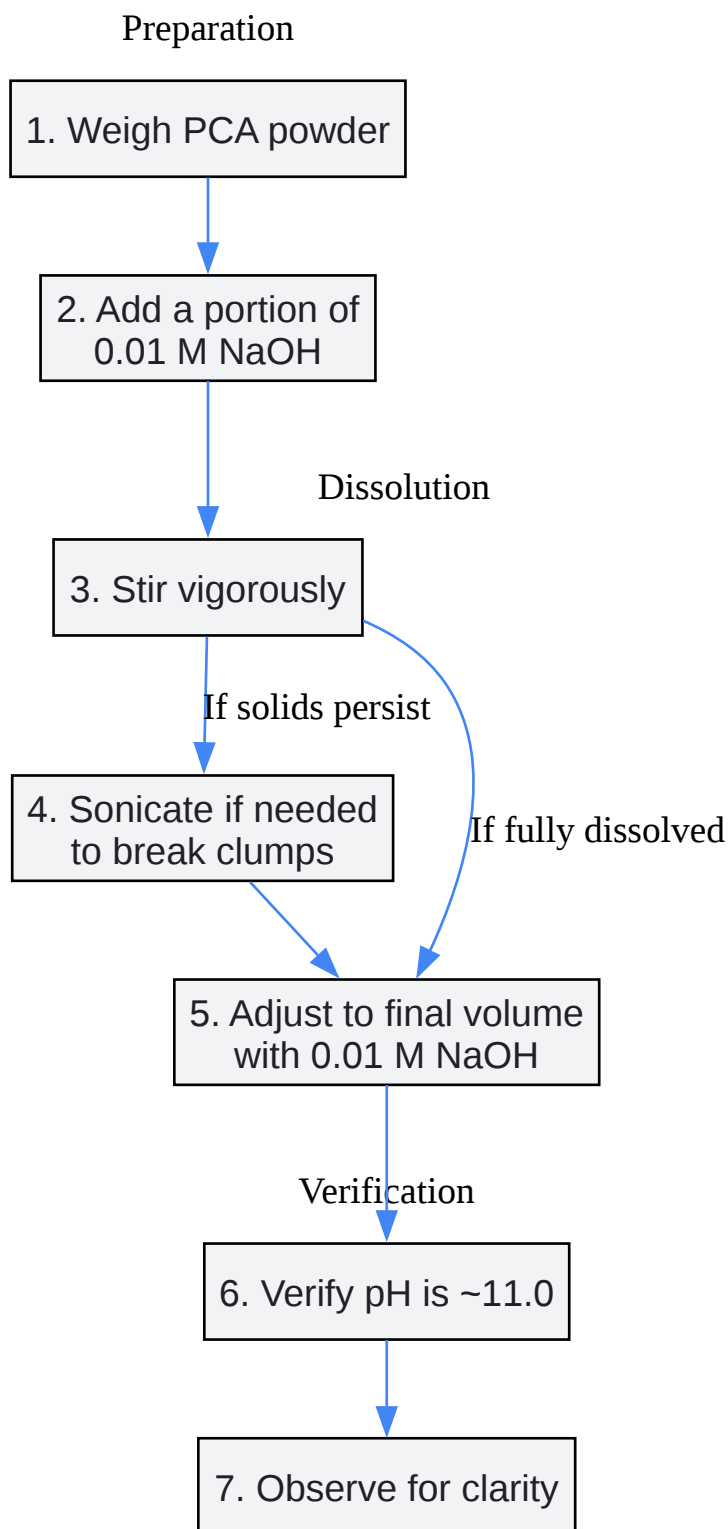 Preparation
1. Weigh PCA powder
2. Add a portion of
0.01 M NaOH
Dissolution
3. Stir vigorously
If solids persist
4. Sonicate if needed
to break clumps
If fully dissolved
5. Adjust to final volume
with 0.01 M NaOH
Verification
6. Verify pH is ~11.0
7. Observe for clarity